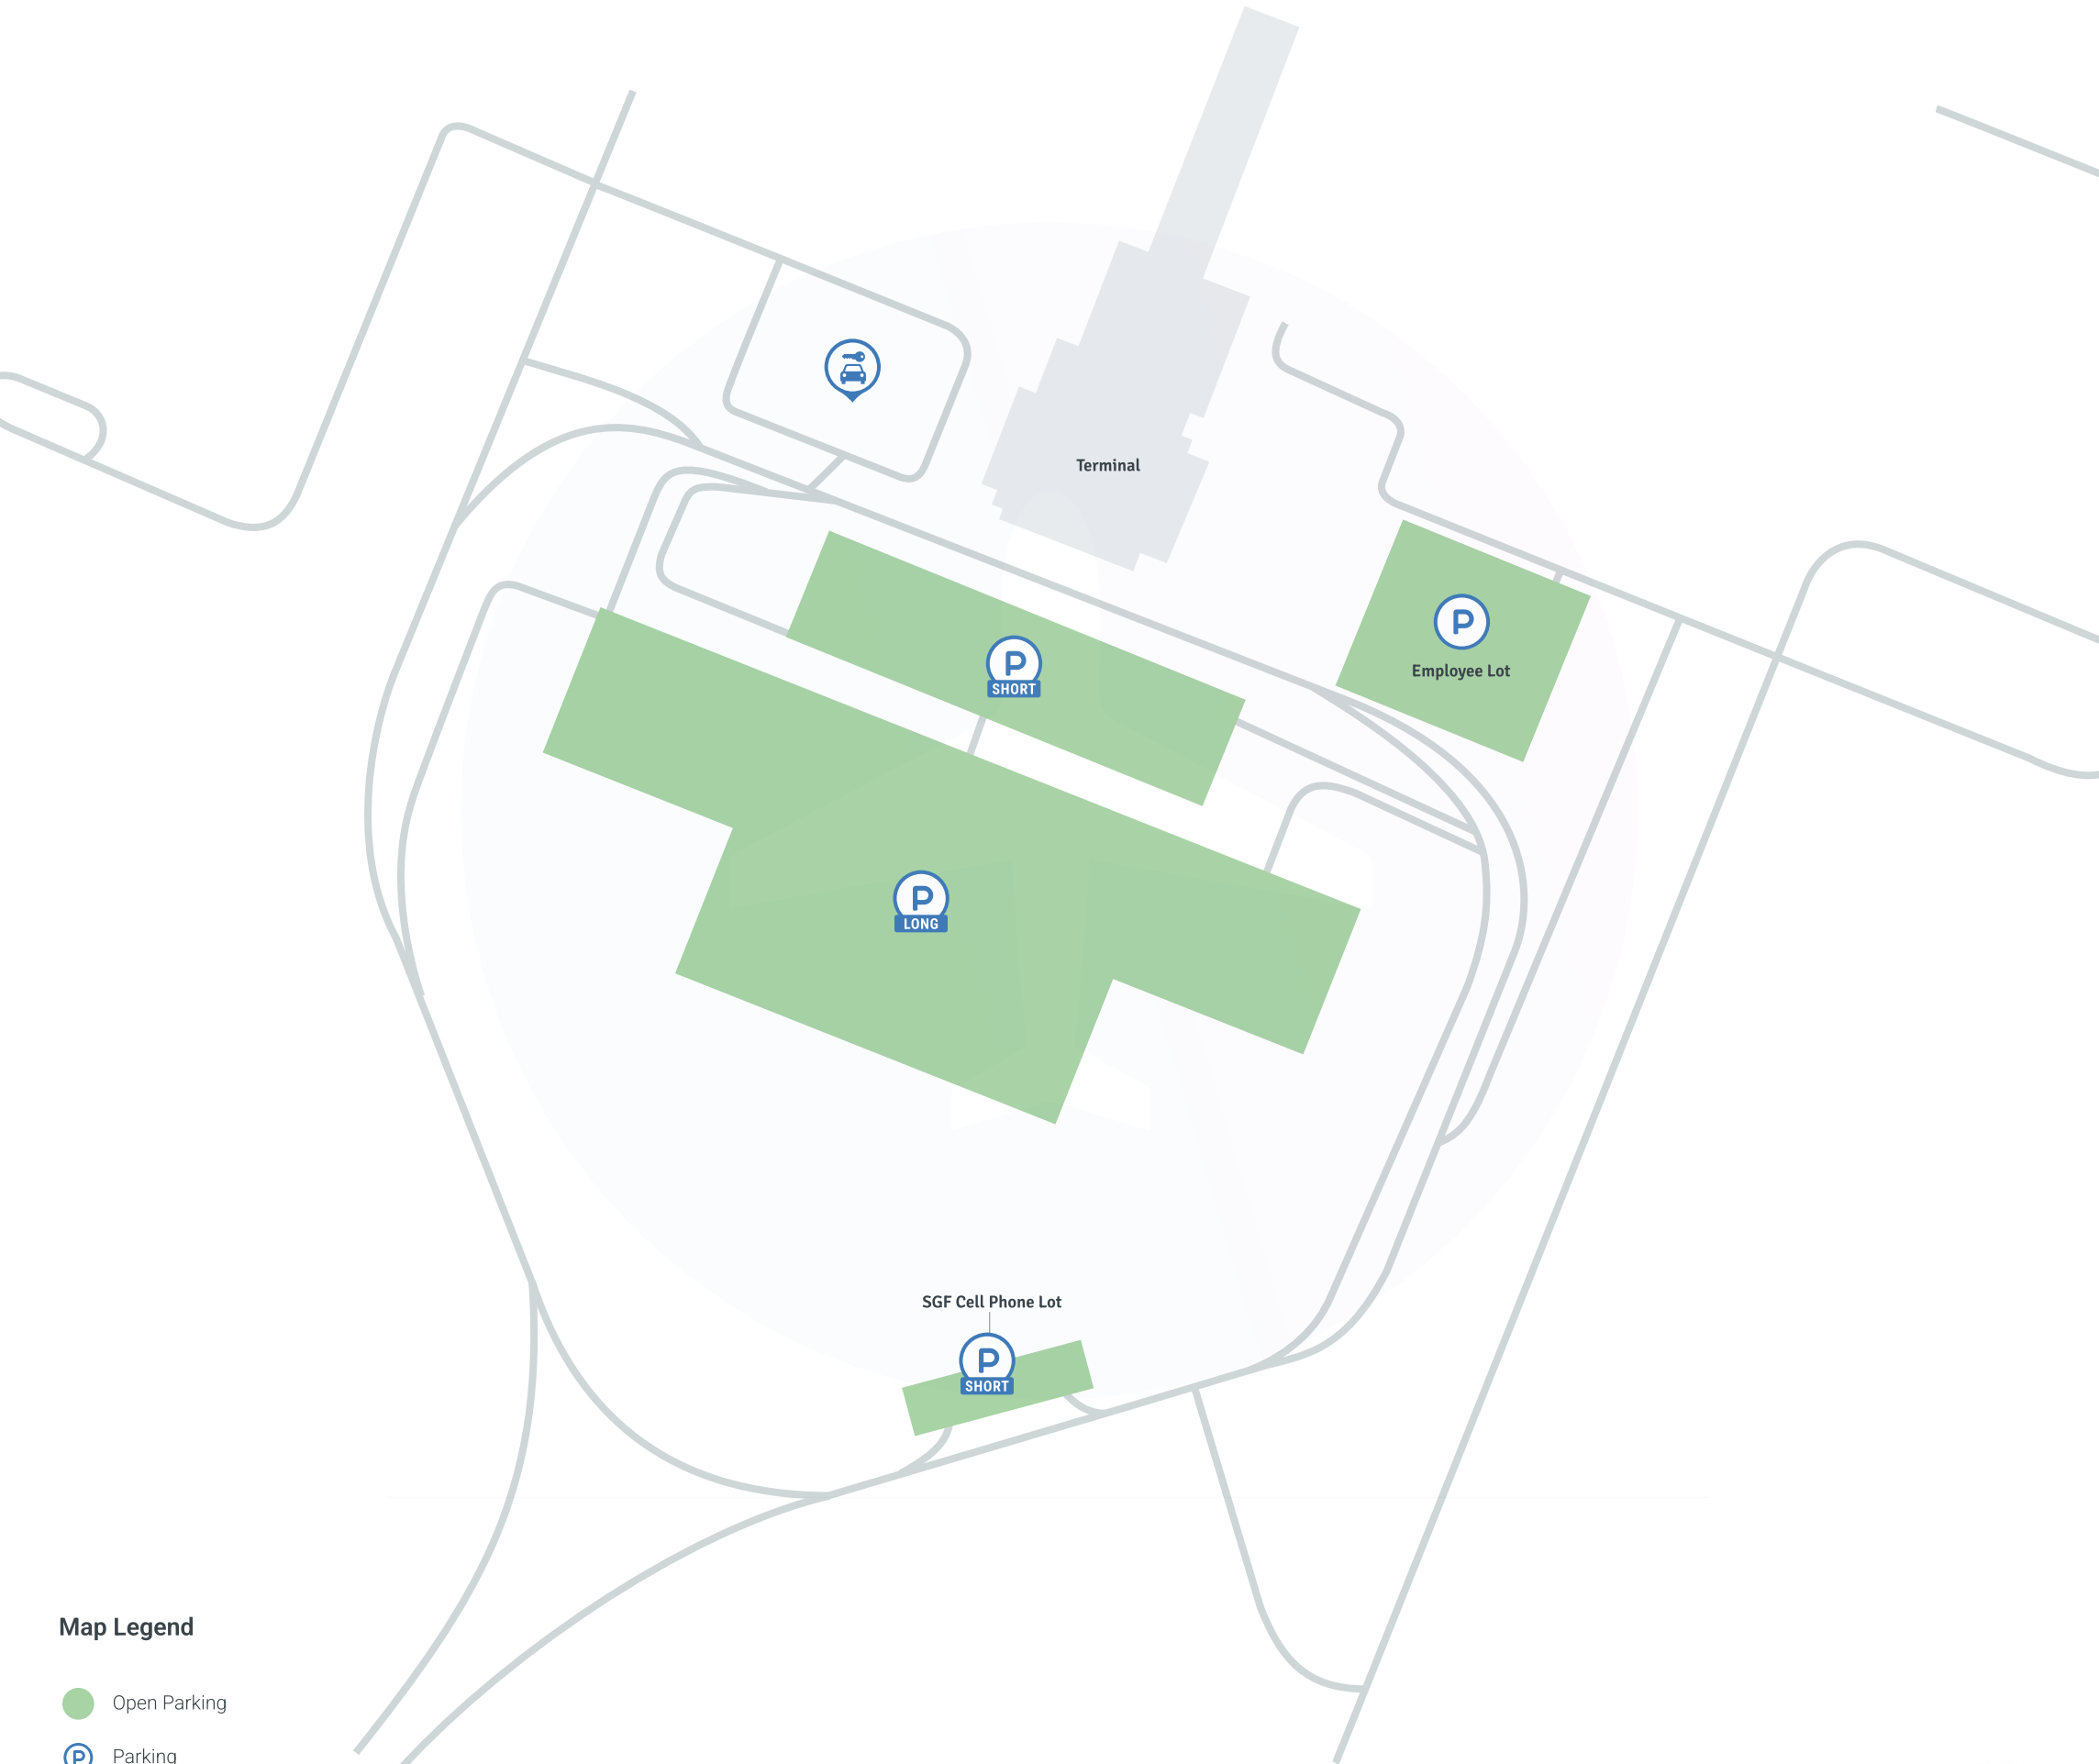 Terminal
P
Employee Lot
P
SHORT
P
LONG
SGF Cell Phone Lot
P
SHORT
Map Legend
Open Parking
P Parking